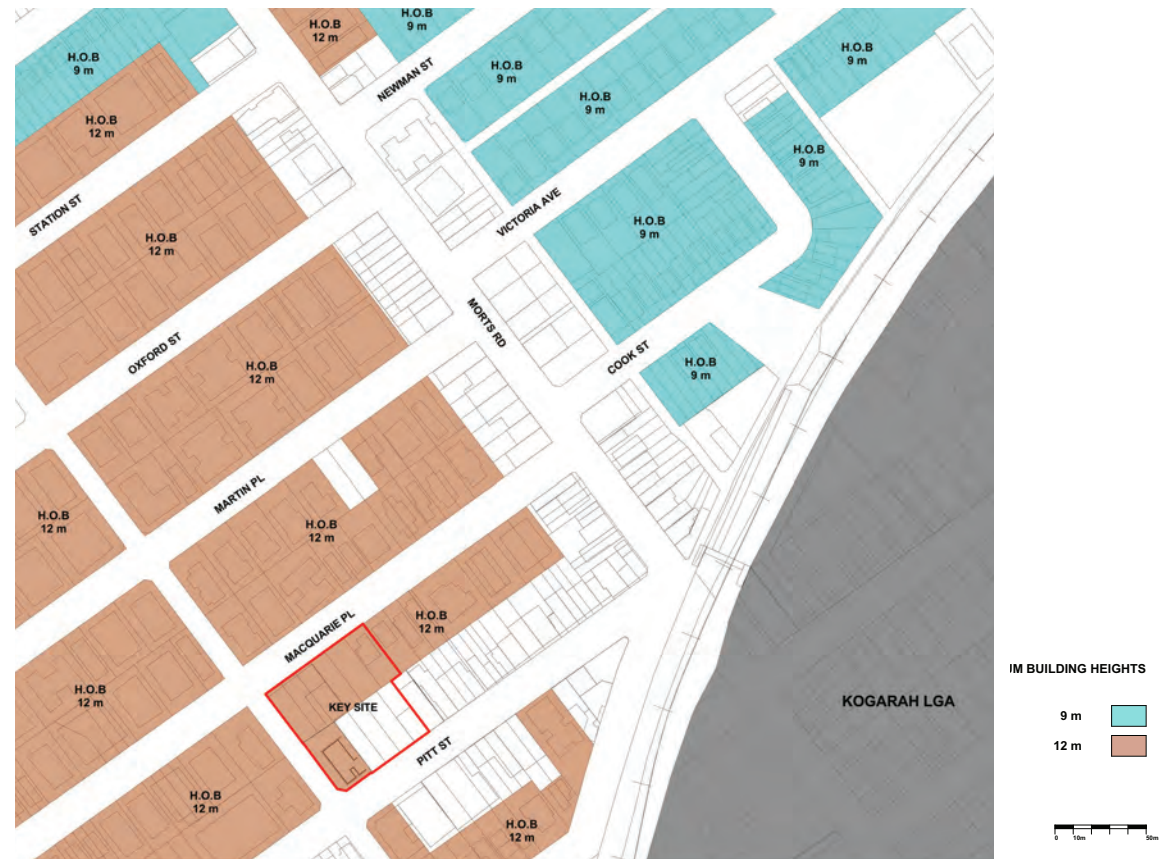 H.O.B
9 m
H.O.B
12 m
H.O.B
9 m
NEWMAN ST
H.O.B
9 m
H.O.B
9 m
H.O.B
9 m
H.O.B
12 m
H.O.B
9 m
STATION ST
H.O.B
12 m
VICTORIA AVE
H.O.B
9 m
OXFORD ST
MORTS RD
COOK ST
H.O.B
12 m
H.O.B
9 m
MARTIN PL
H.O.B
12 m
H.O.B
12 m
MACQUARIE PL
H.O.B
12 m
H.O.B
12 m
KEY SITE
PITT ST
H.O.B
12 m
H.O.B
12 m
KOGARAH LGA
M BUILDING HEIGHTS
9 m
12 m
0 10m 50m